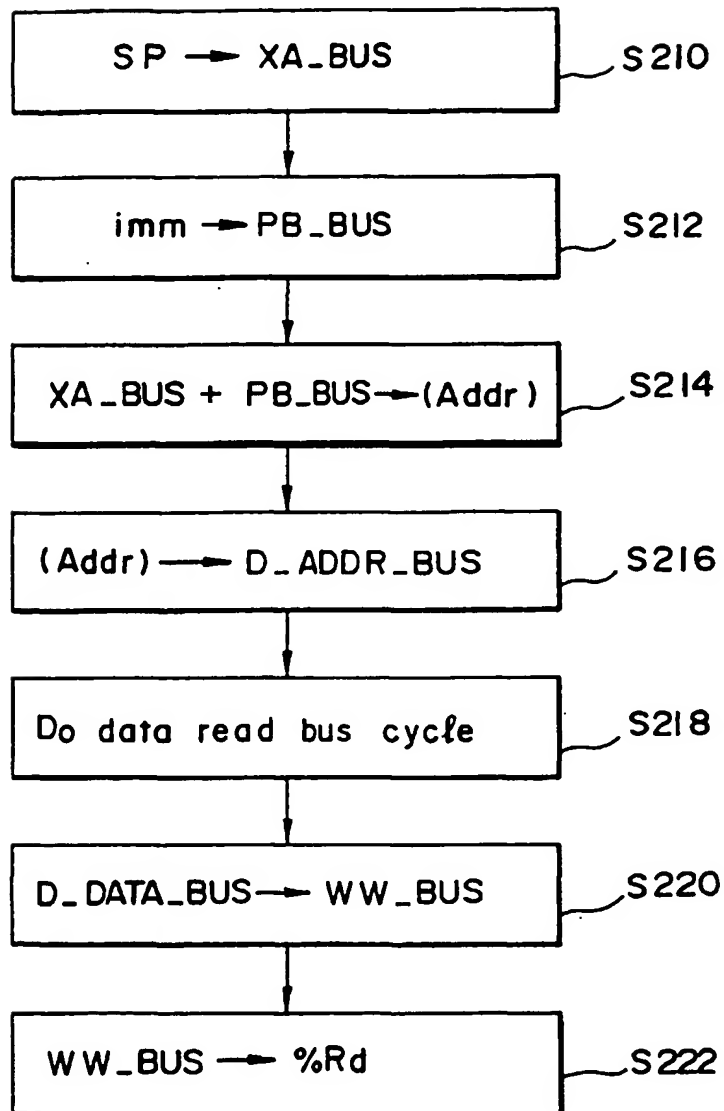 SP → XA_BUS S210
imm → PB_BUS S212
XA_BUS + PB_BUS → (Addr) S214
(Addr) → D_ADDR_BUS S216
Do data read bus cycle S218
D_DATA_BUS → WW_BUS S220
WW_BUS → %Rd S222